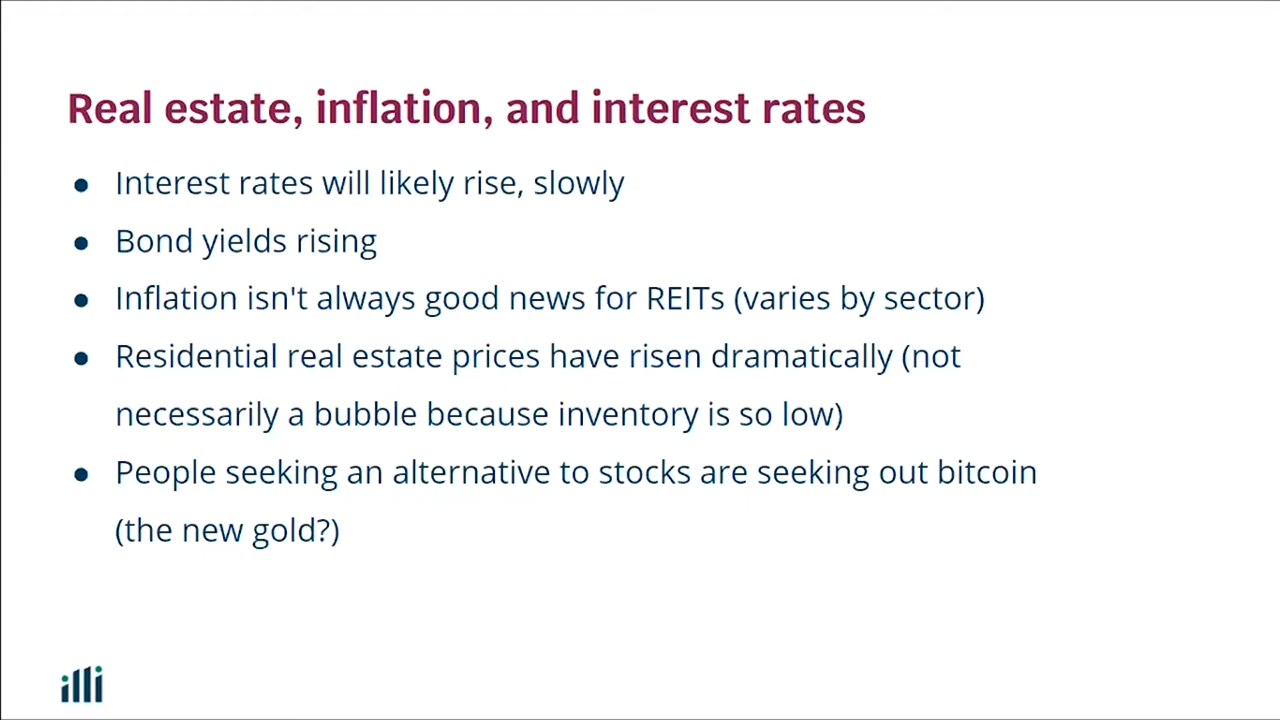 Real estate, inflation, and interest rates
● Interest rates will likely rise, slowly
● Bond yields rising
● Inflation isn't always good news for REITs (varies by sector)
● Residential real estate prices have risen dramatically (not
necessarily a bubble because inventory is so low)
● People seeking an alternative to stocks are seeking out bitcoin
(the new gold?)
illi